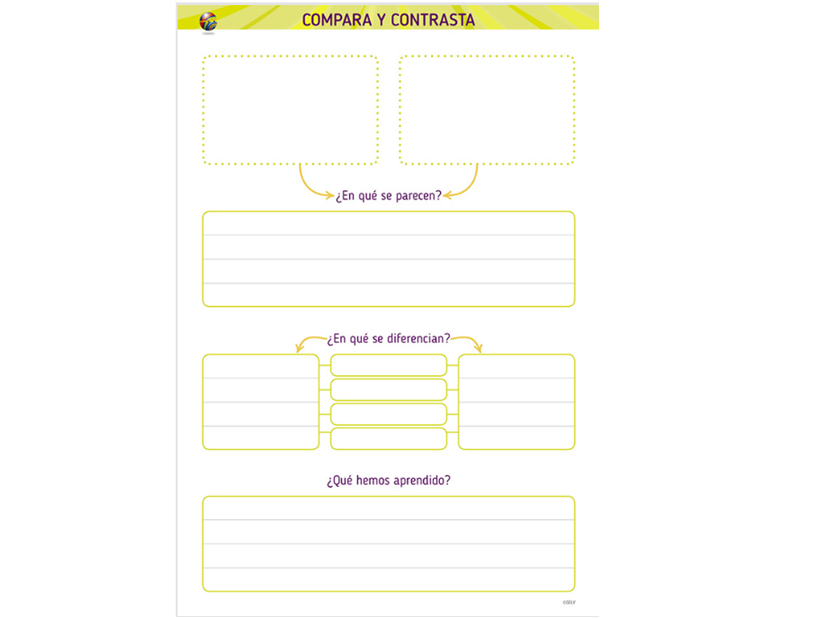 COMPARA Y CONTRASTA
¿En qué se parecen?
¿En qué se diferencian?
¿Qué hemos aprendido?